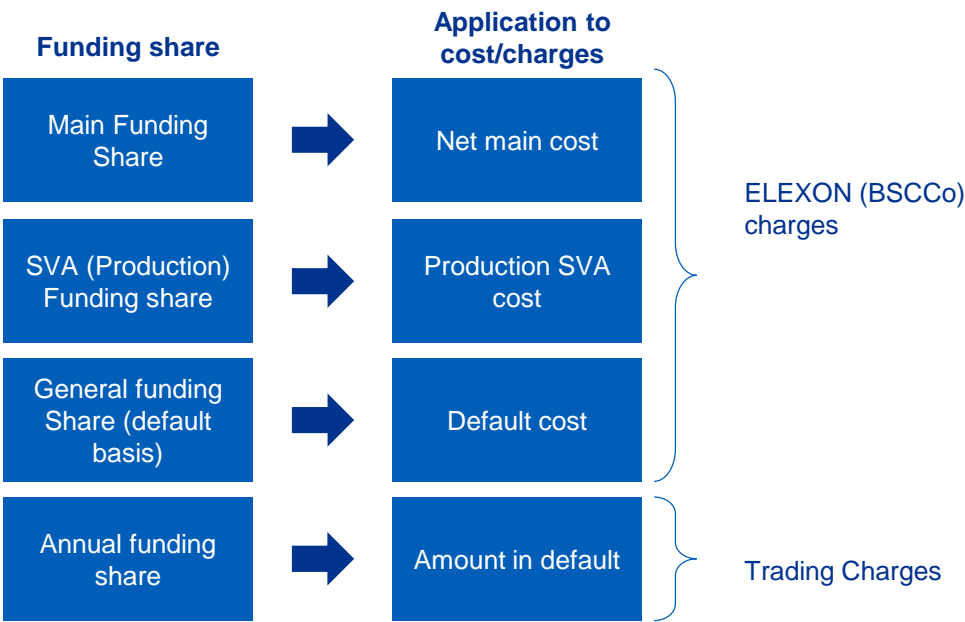 Funding share
Application to
cost/charges
Main Funding
Share
Net main cost
SVA (Production)
Funding share
Production SVA
cost
General funding
Share (default
basis)
Default cost
Annual funding
share
Amount in default
ELEXON (BSCCo)
charges
Trading Charges